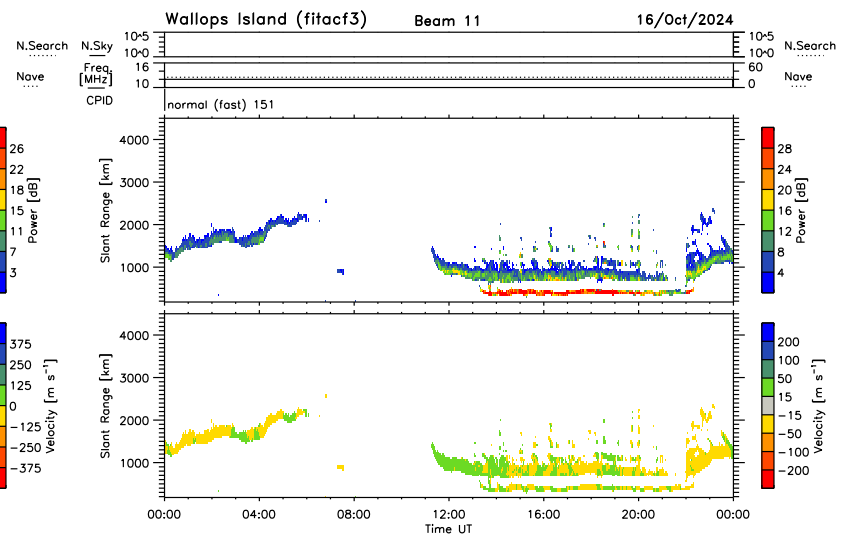 Wallops Island (fitacf3) Beam 11 16/Oct/2024
N.Search N.Sky 10^5 10^0 10^5 10^0 N.Search
Nave Freq. [MHz] 16 10 60 0 Nave
CPID normal (fast) 151
26 22 18 15 11 7 3
Power [dB]
4000 3000 2000 1000
Slant Range [km]
28 24 20 16 12 8 4
Power [dB]
375 250 125 0 -125 -250 -375
Velocity [m s⁻¹]
4000 3000 2000 1000
Slant Range [km]
200 100 50 15 -15 -50 -100 -200
Velocity [m s⁻¹]
00:00 04:00 08:00 12:00 16:00 20:00 00:00
Time UT